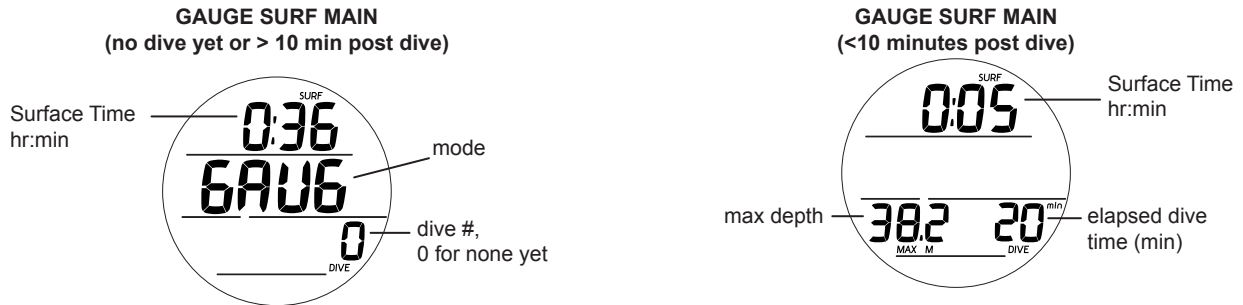 GAUGE SURF MAIN
(no dive yet or > 10 min post dive)
Surface Time
hr:min
SURF
0:36
GAUG
mode
0
DIVE
dive #,
0 for none yet
GAUGE SURF MAIN
(<10 minutes post dive)
SURF
0:05
Surface Time
hr:min
max depth
38.2
MAX M
20
min
DIVE
elapsed dive
time (min)